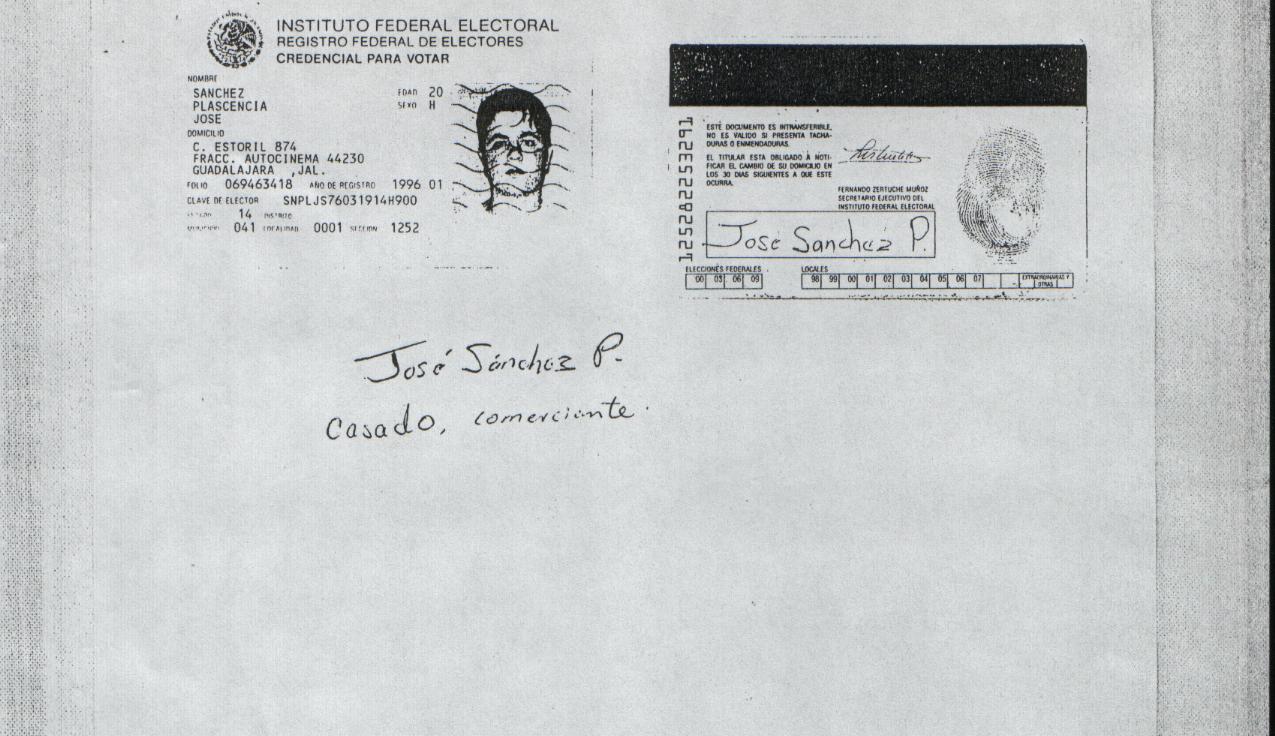 INSTITUTO FEDERAL ELECTORAL
REGISTRO FEDERAL DE ELECTORES
CREDENCIAL PARA VOTAR
NOMBRE
SANCHEZ
PLASCENCIA
JOSE
EDAD 20
SEXO H
DOMICILIO
C. ESTORIL 874
FRACC. AUTOCINEMA 44230
GUADALAJARA ,JAL.
FOLIO 069463418 AÑO DE REGISTRO 1996 01
CLAVE DE ELECTOR SNPLJS76031914H900
14 DISTRITO
MUNICIPIO 041 LOCALIDAD 0001 SECCION 1252
ESTE DOCUMENTO ES INTRANSFERIBLE,
NO ES VALIDO SI PRESENTA TACHA-
DURAS O ENMENDADURAS.
EL TITULAR ESTA OBLIGADO A NOTI-
FICAR EL CAMBIO DE SU DOMICILIO EN
LOS 30 DIAS SIGUIENTES A QUE ESTE
OCURRA.
FERNANDO ZERTUCHE MUÑOZ
SECRETARIO EJECUTIVO DEL
INSTITUTO FEDERAL ELECTORAL
José Sanchez P.
ELECCIONES FEDERALES
00 03 06 09
LOCALES
98 99 00 01 02 03 04 05 06 07
EXTRAORDINARIAS Y
OTRAS
José Sánchez P.
Casado, comerciante.